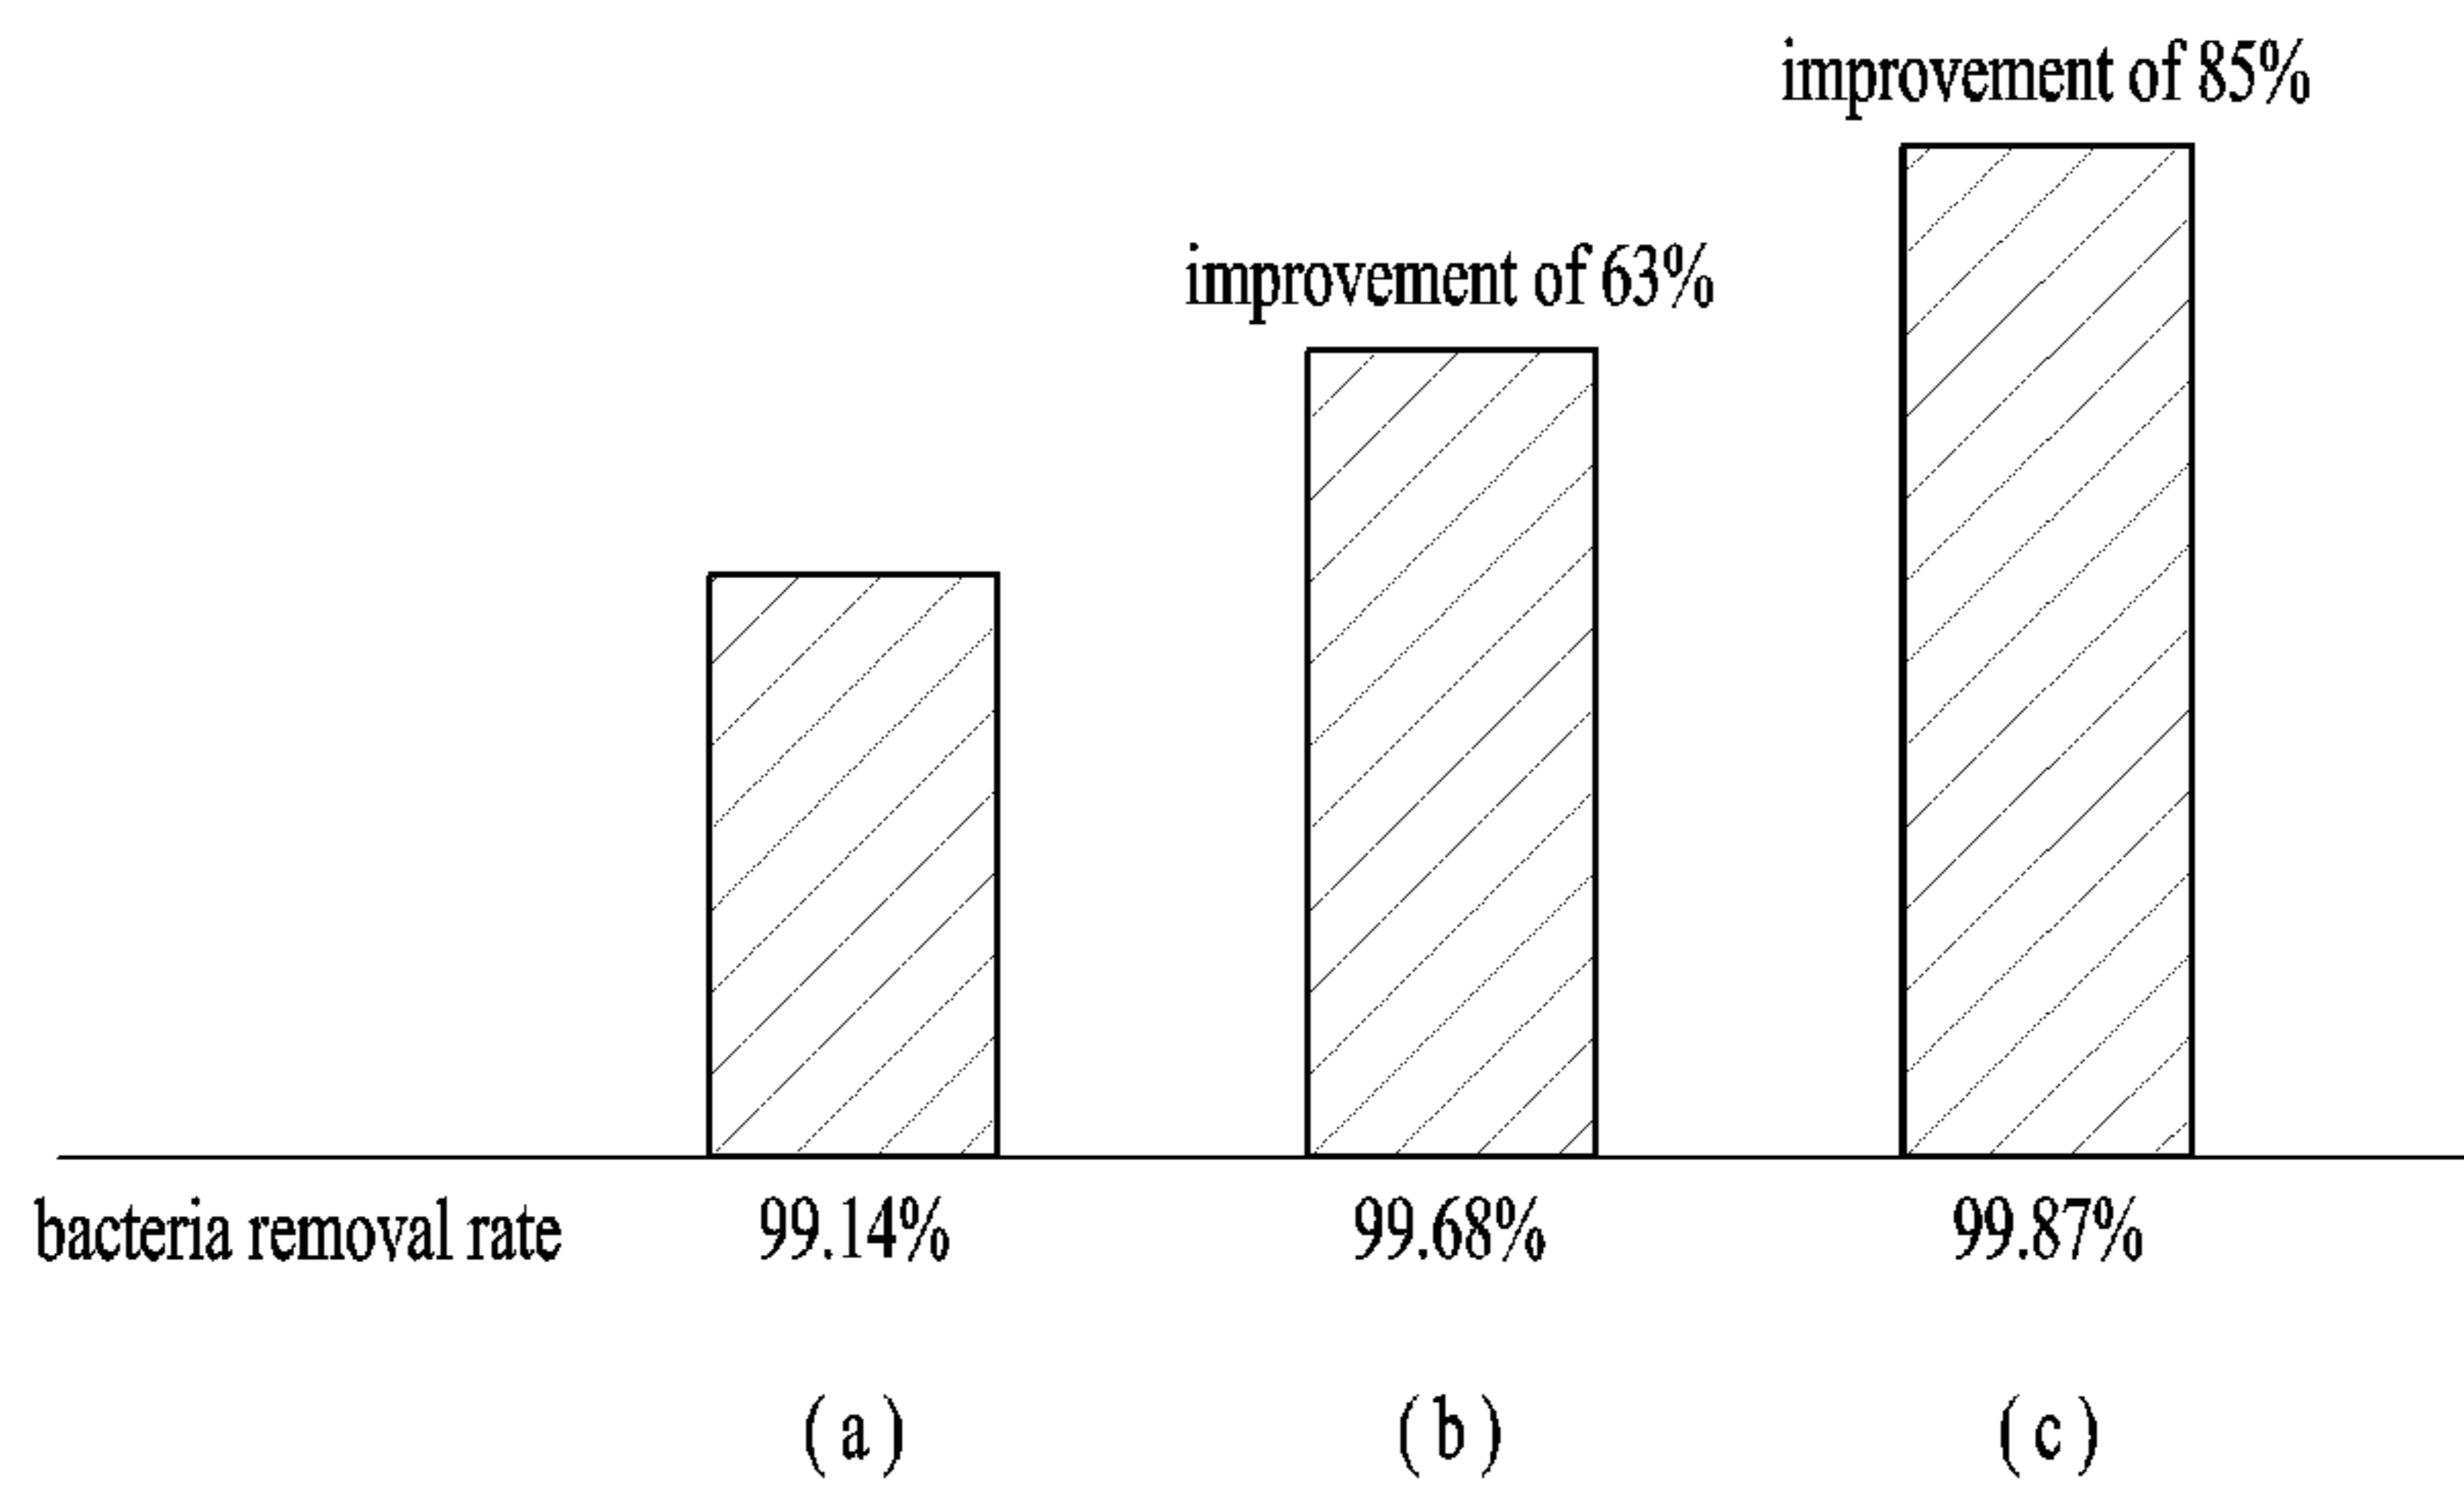 improvement of 85%
improvement of 63%
bacteria removal rate 99.14% 99.68% 99.87%
(a) (b) (c)